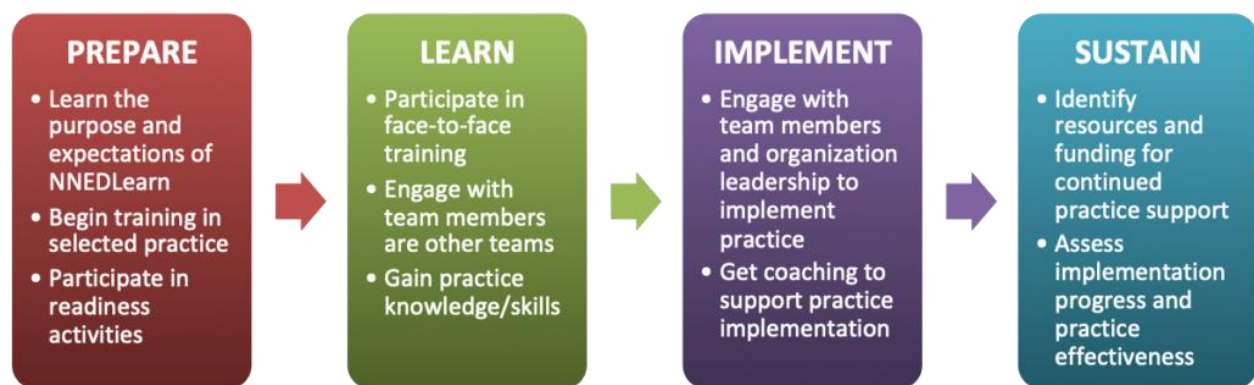 PREPARE
• Learn the
purpose and
expectations of
NNEDLearn
• Begin training in
selected practice
• Participate in
readiness
activities
LEARN
• Participate in
face-to-face
training
• Engage with
team members
are other teams
• Gain practice
knowledge/skills
IMPLEMENT
• Engage with
team members
and organization
leadership to
implement
practice
• Get coaching to
support practice
implementation
SUSTAIN
• Identify
resources and
funding for
continued
practice support
• Assess
implementation
progress and
practice
effectiveness